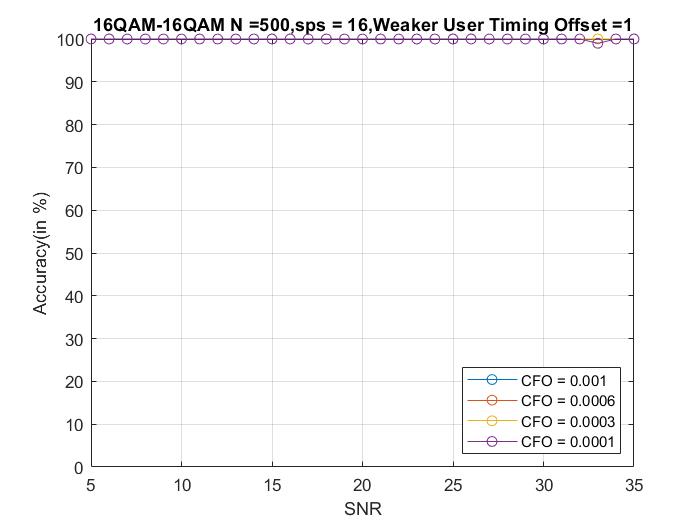 16QAM-16QAM N =500,sps = 16,Weaker User Timing Offset =1
100
90
80
70
60
50
40
30
20
10
0
Accuracy(in %)
CFO = 0.001
CFO = 0.0006
CFO = 0.0003
CFO = 0.0001
5 10 15 20 25 30 35
SNR